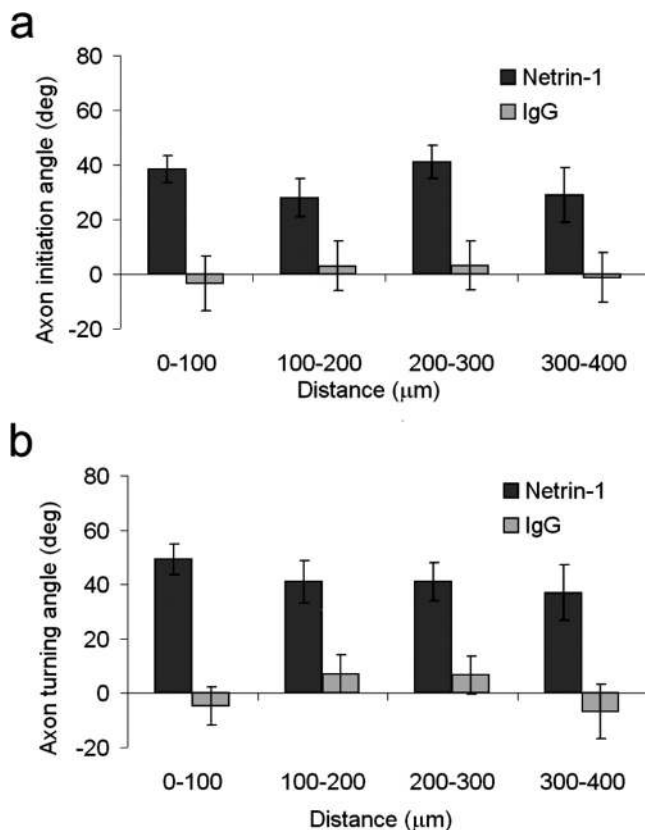 a
Axon initiation angle (deg)
80
60
40
20
0
-20
Netrin-1
IgG
0-100 100-200 200-300 300-400
Distance (μm)
b
Axon turning angle (deg)
80
60
40
20
0
-20
Netrin-1
IgG
0-100 100-200 200-300 300-400
Distance (μm)